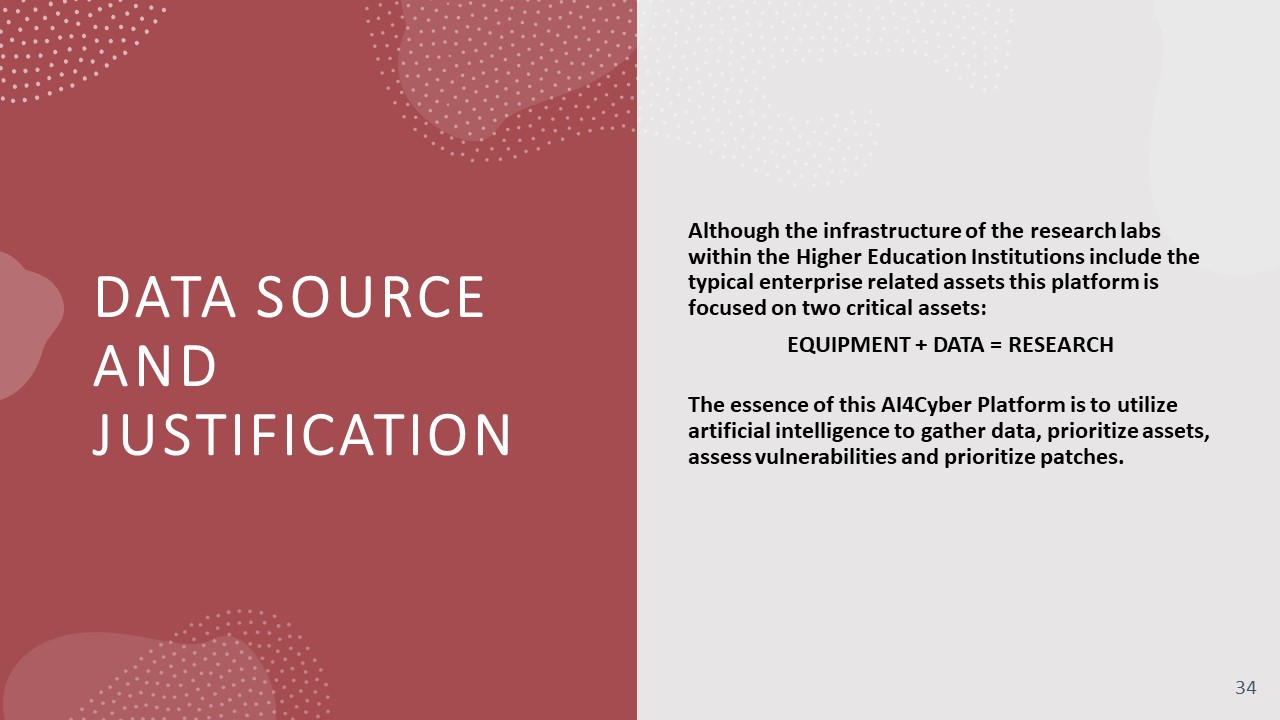 DATA SOURCE
AND
JUSTIFICATION
Although the infrastructure of the research labs
within the Higher Education Institutions include the
typical enterprise related assets this platform is
focused on two critical assets:
EQUIPMENT + DATA = RESEARCH
The essence of this AI4Cyber Platform is to utilize
artificial intelligence to gather data, prioritize assets,
assess vulnerabilities and prioritize patches.
34